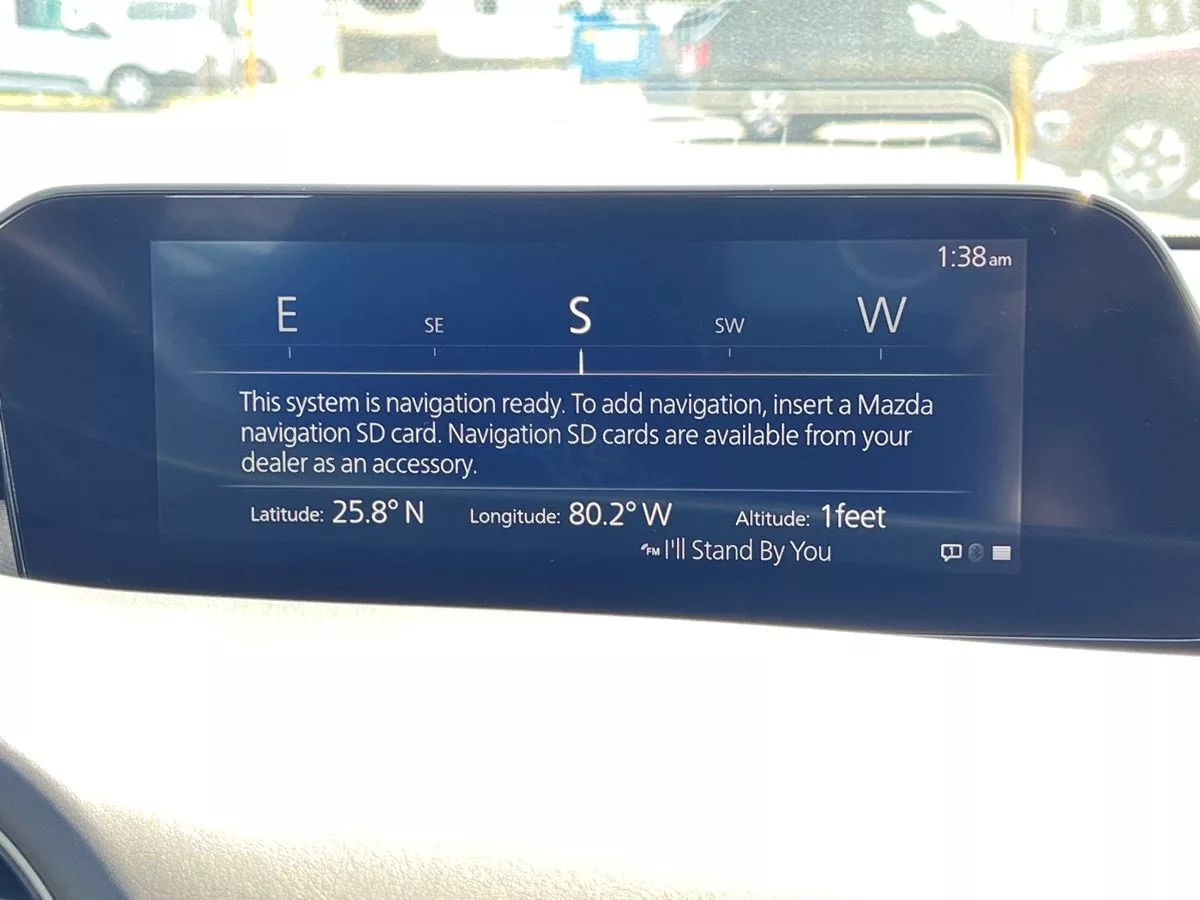 1:38am
E SE S SW W
This system is navigation ready. To add navigation, insert a Mazda
navigation SD card. Navigation SD cards are available from your
dealer as an accessory.
Latitude: 25.8° N Longitude: 80.2° W Altitude: 1feet
FM I'll Stand By You
1